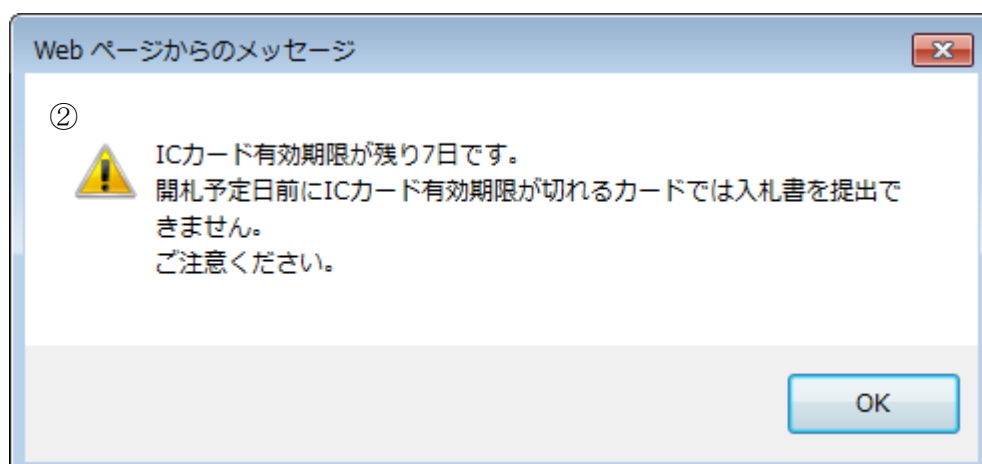 Web ページからのメッセージ
②
ICカード有効期限が残り7日です。
開札予定日前にICカード有効期限が切れるカードでは入札書を提出で
きません。
ご注意ください。
OK